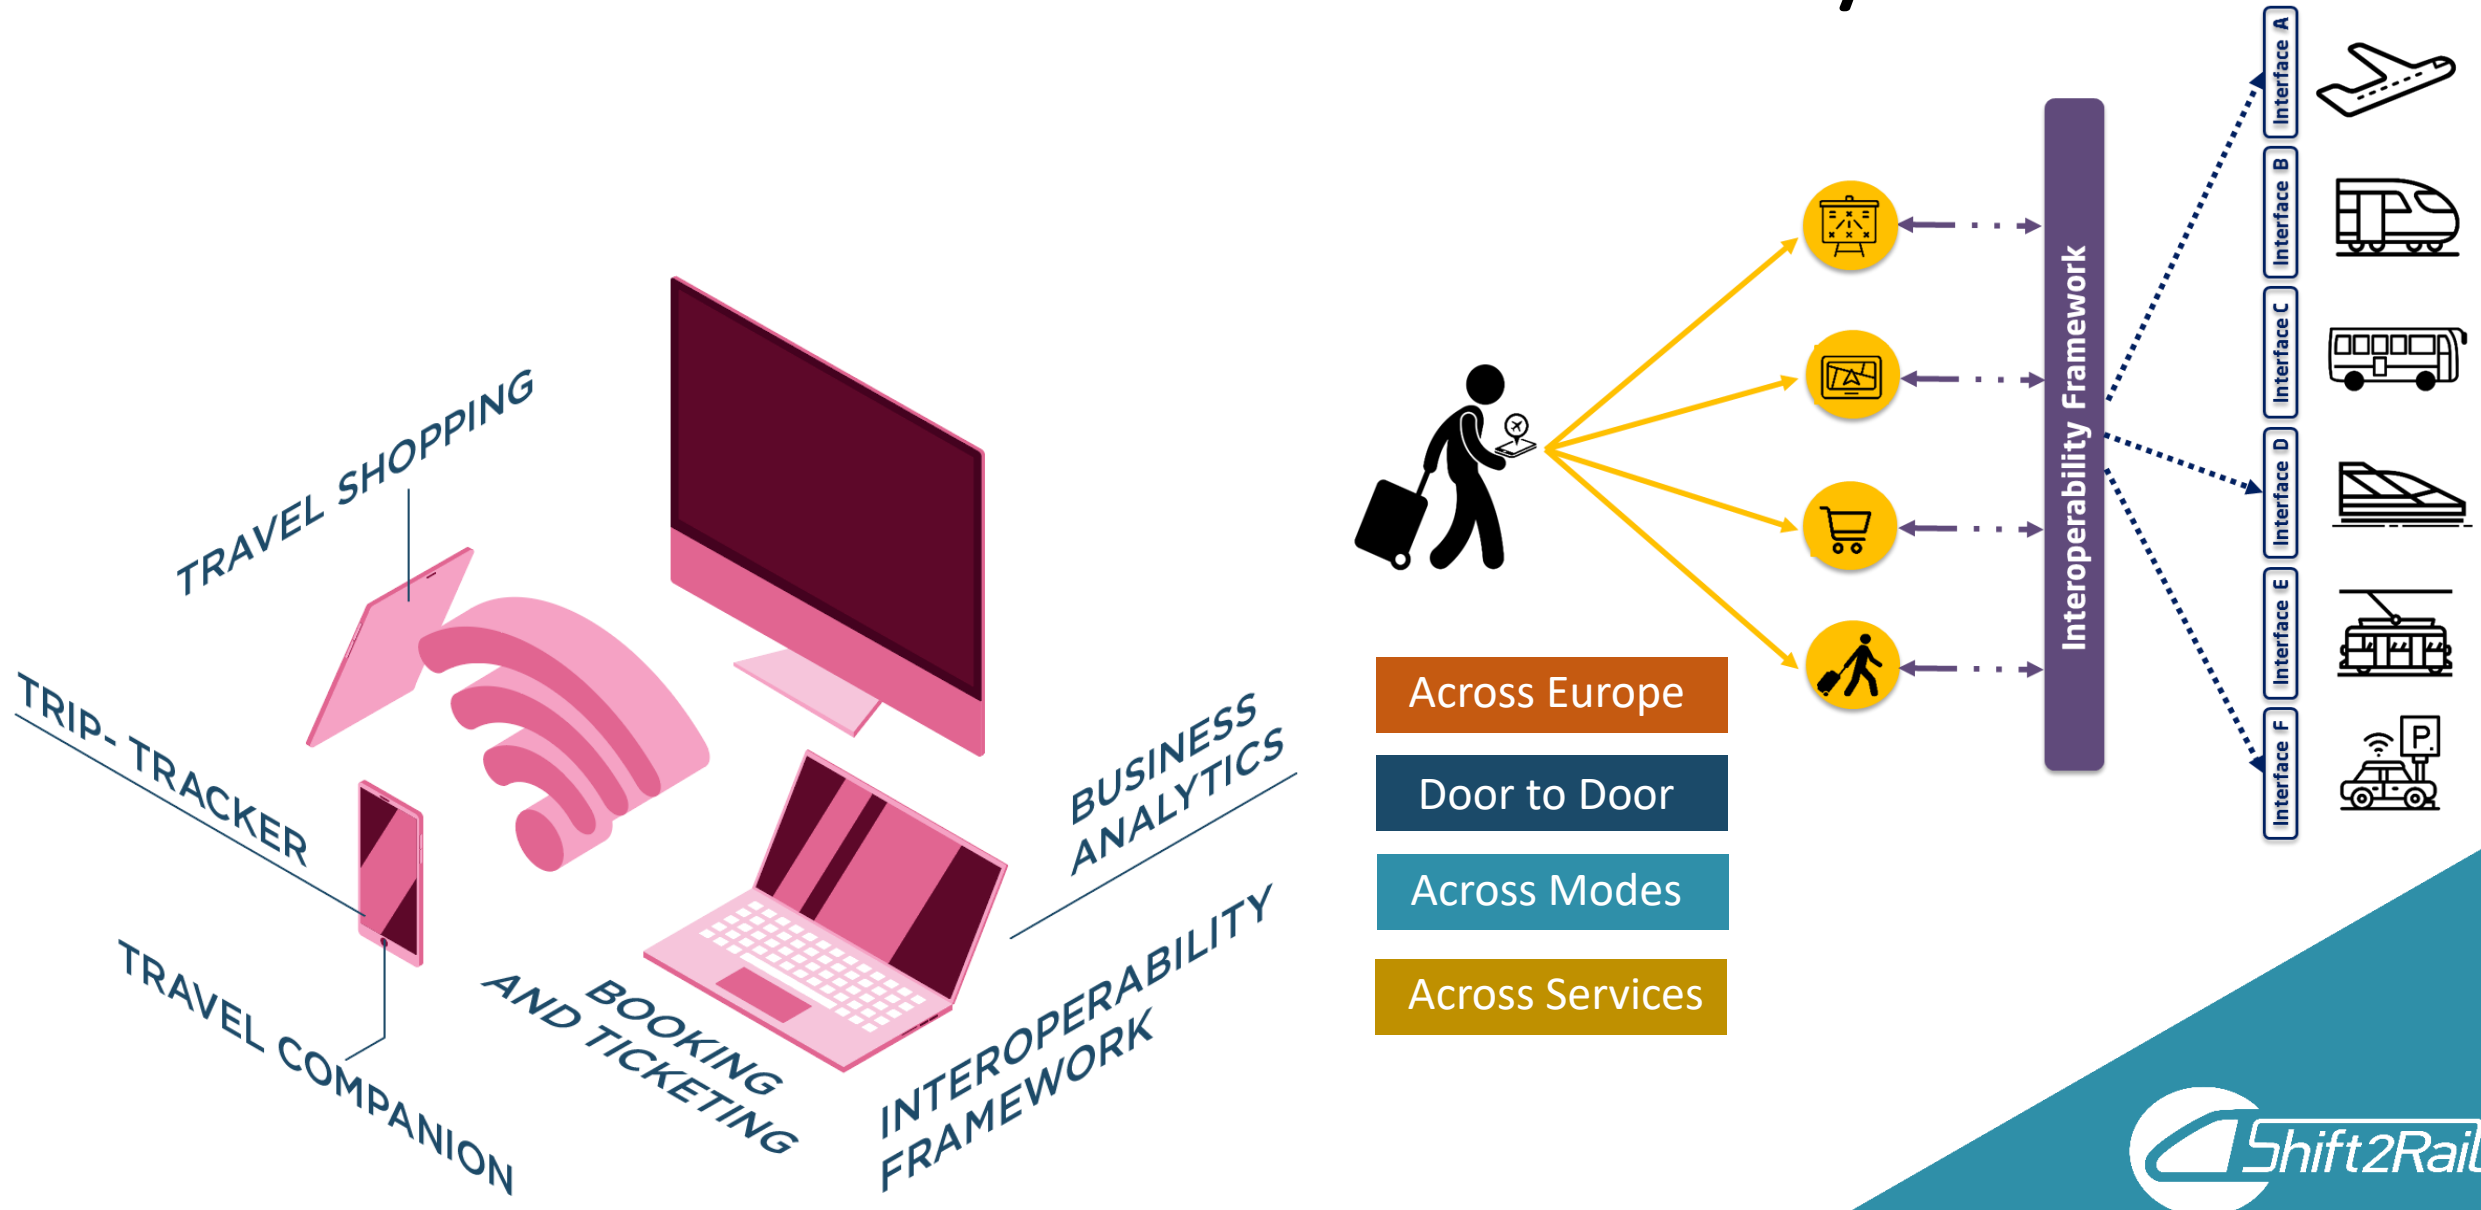 TRAVEL SHOPPING
TRIP-TRACKER
TRAVEL COMPANION
BOOKING
AND TICKETING
BUSINESS
ANALYTICS
INTEROPERABILITY
FRAMEWORK
Across Europe
Door to Door
Across Modes
Across Services
Interoperability Framework
Interface A
Interface B
Interface C
Interface D
Interface E
Interface F
P
Shift2Rail